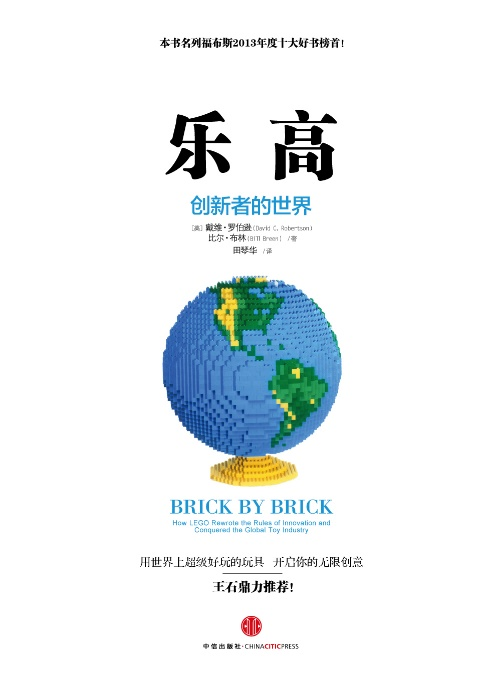 本书名列福布斯2013年度十大好书榜首!
乐 高
创新者的世界
[美] 戴维·罗伯逊 (David C. Robertson)
比尔·布林 (Bill Breen) /著
田琴华 /译
BRICK BY BRICK
How LEGO Rewrote the Rules of Innovation and
Conquered the Global Toy Industry
用世界上超级好玩的玩具 开启你的无限创意
王石鼎力推荐!
中信出版社·CHINACITICPRESS